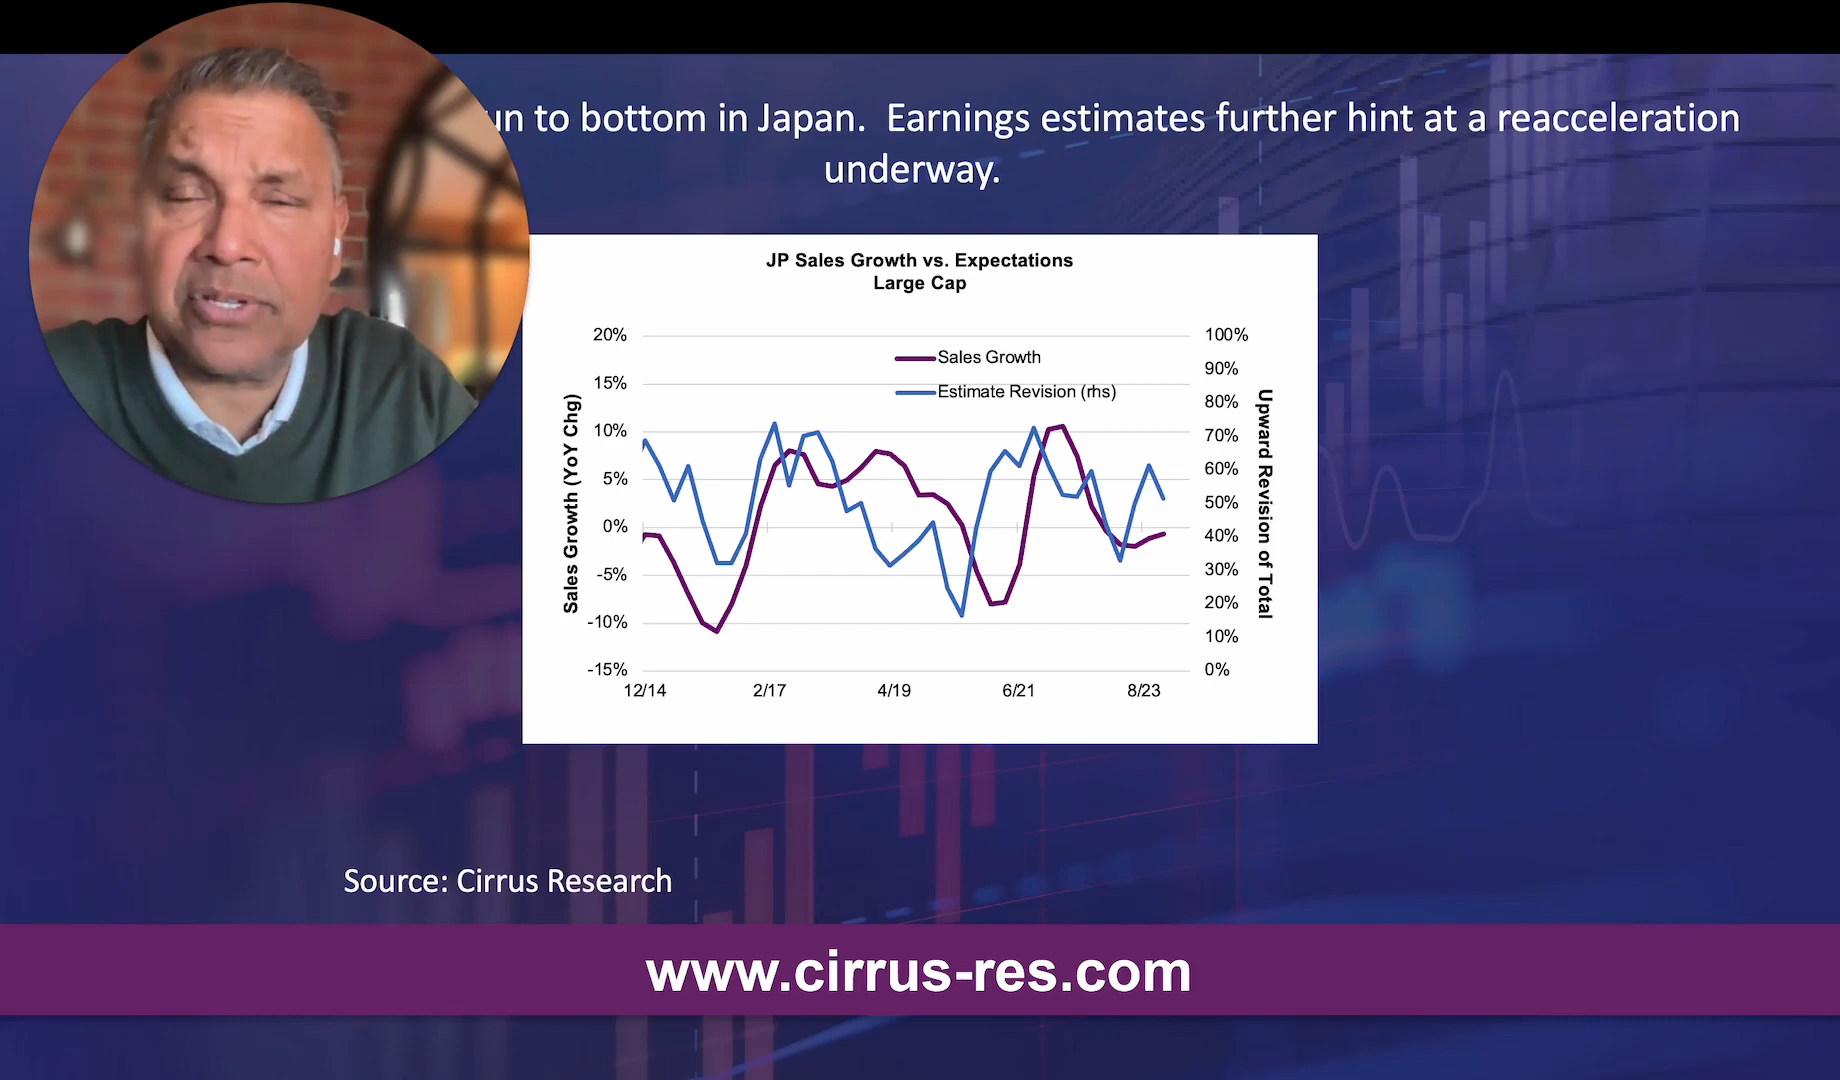 to bottom in Japan. Earnings estimates further hint at a reacceleration
underway.
JP Sales Growth vs. Expectations
Large Cap
Sales Growth
Estimate Revision (rhs)
Sales Growth (YoY Chg)
20%
15%
10%
5%
0%
-5%
-10%
-15%
100%
90%
80%
70%
60%
50%
40%
30%
20%
10%
0%
Upward Revision of Total
12/14 2/17 4/19 6/21 8/23
Source: Cirrus Research
www.cirrus-res.com